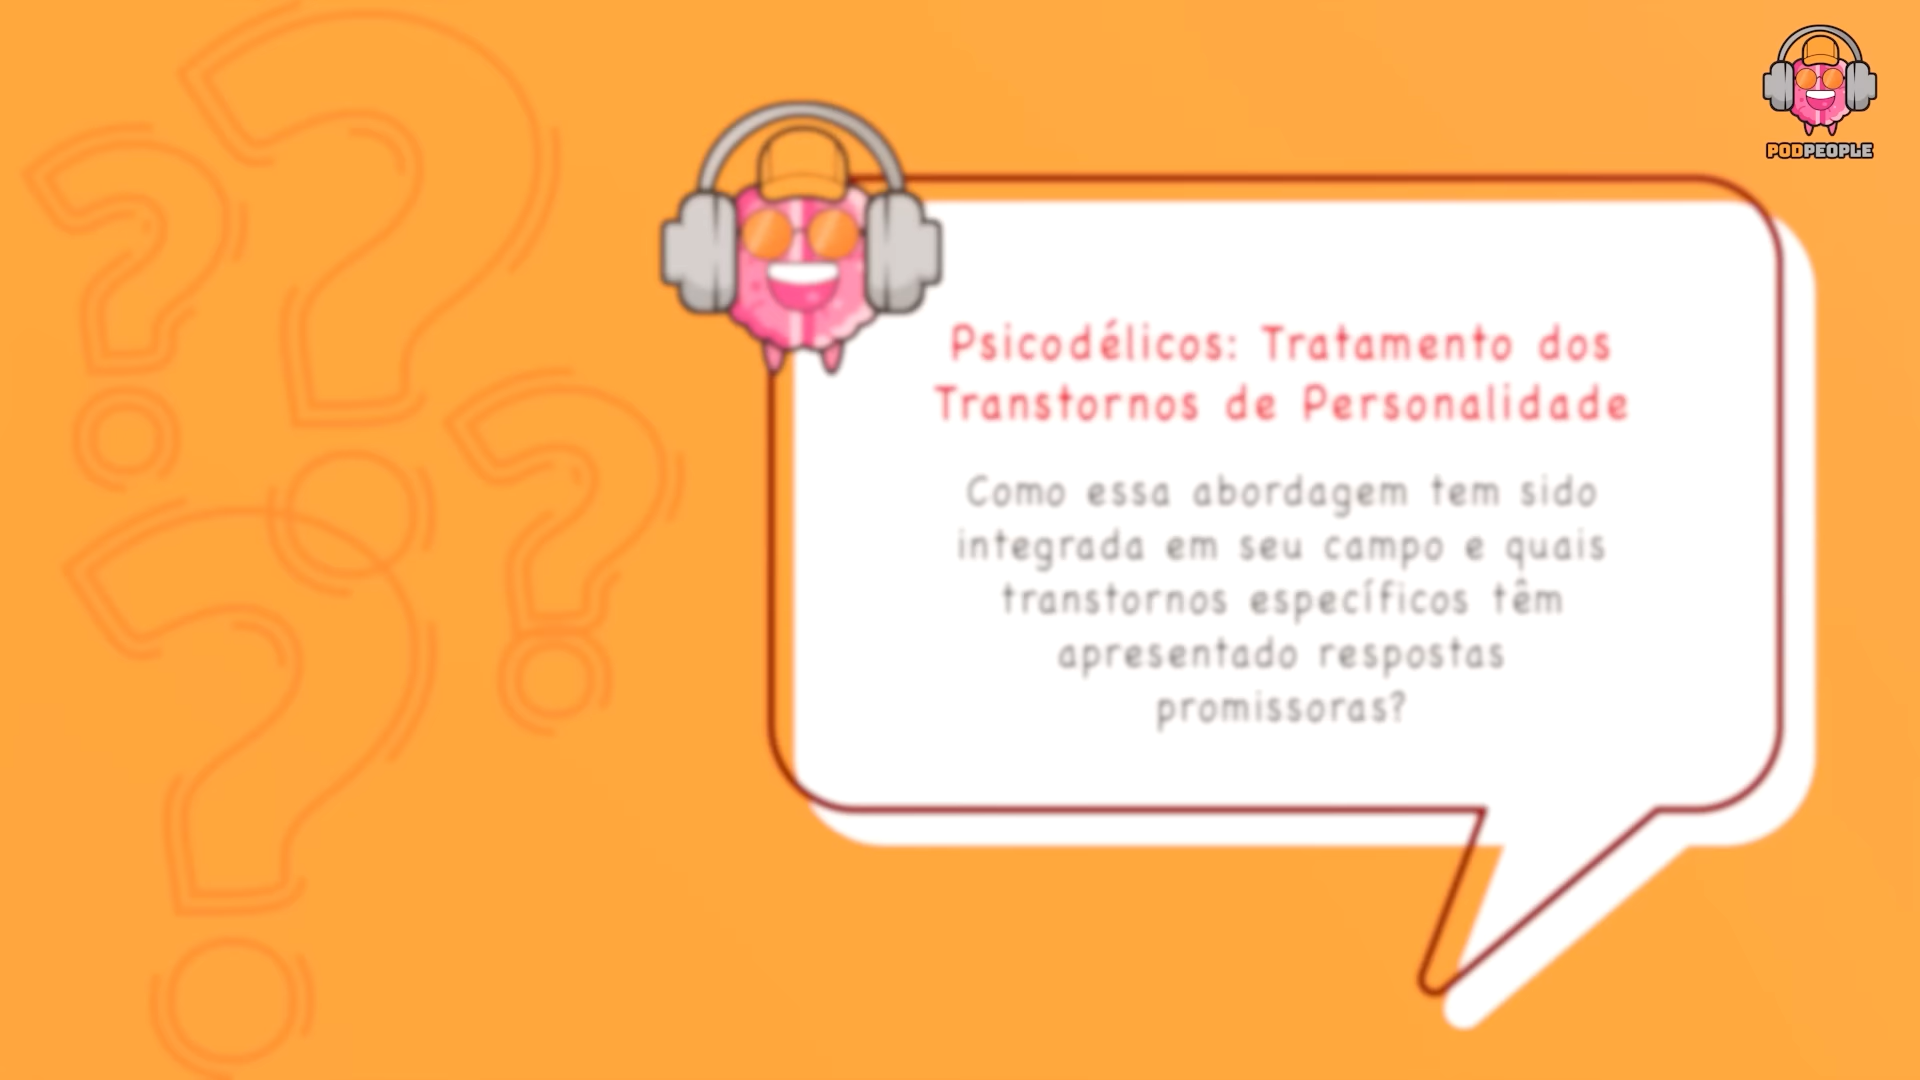 PODPEOPLE
Psicodélicos: Tratamento dos
Transtornos de Personalidade
Como essa abordagem tem sido
integrada em seu campo e quais
transtornos específicos têm
apresentado respostas
promissoras?